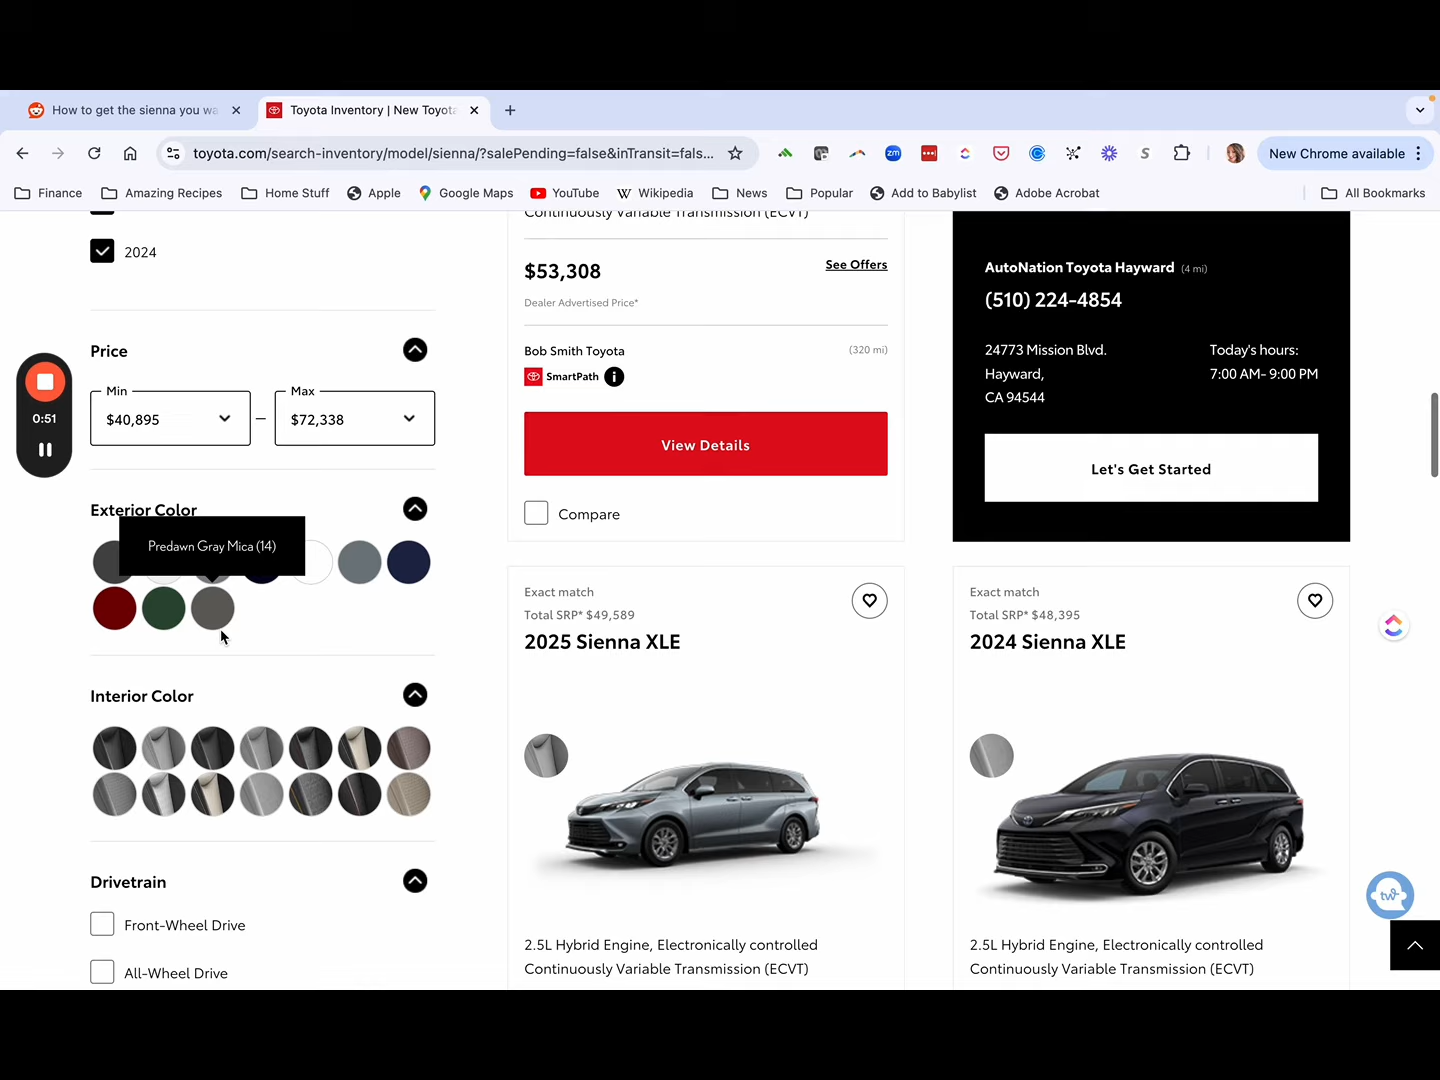 How to get the sienna you wa
Toyota Inventory | New Toyota
toyota.com/search-inventory/model/sienna/?salePending=false&inTransit=fals...
zm
S
New Chrome available
Finance
Amazing Recipes
Home Stuff
Apple
Google Maps
YouTube
W
Wikipedia
News
Popular
Add to Babylist
Adobe Acrobat
All Bookmarks
2024
Price
Min
$40,895
–
Max
$72,338
0:51
Exterior Color
Predawn Gray Mica (14)
Interior Color
Drivetrain
Front-Wheel Drive
All-Wheel Drive
Continuously Variable Transmission (ECVT)
$53,308
See Offers
Dealer Advertised Price*
Bob Smith Toyota
(320 mi)
SmartPath i
View Details
Compare
AutoNation Toyota Hayward (4 mi)
(510) 224-4854
24773 Mission Blvd.
Hayward,
CA 94544
Today's hours:
7:00 AM- 9:00 PM
Let's Get Started
Exact match
Total SRP* $49,589
2025 Sienna XLE
2.5L Hybrid Engine, Electronically controlled
Continuously Variable Transmission (ECVT)
Exact match
Total SRP* $48,395
2024 Sienna XLE
2.5L Hybrid Engine, Electronically controlled
Continuously Variable Transmission (ECVT)
tw